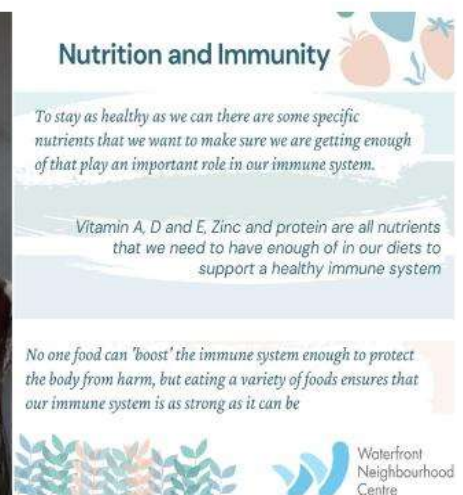 Nutrition and Immunity
To stay as healthy as we can there are some specific
nutrients that we want to make sure we are getting enough
of that play an important role in our immune system.
Vitamin A, D and E, Zinc and protein are all nutrients
that we need to have enough of in our diets to
support a healthy immune system
No one food can 'boost' the immune system enough to protect
the body from harm, but eating a variety of foods ensures that
our immune system is as strong as it can be
Waterfront
Neighbourhood
Centre